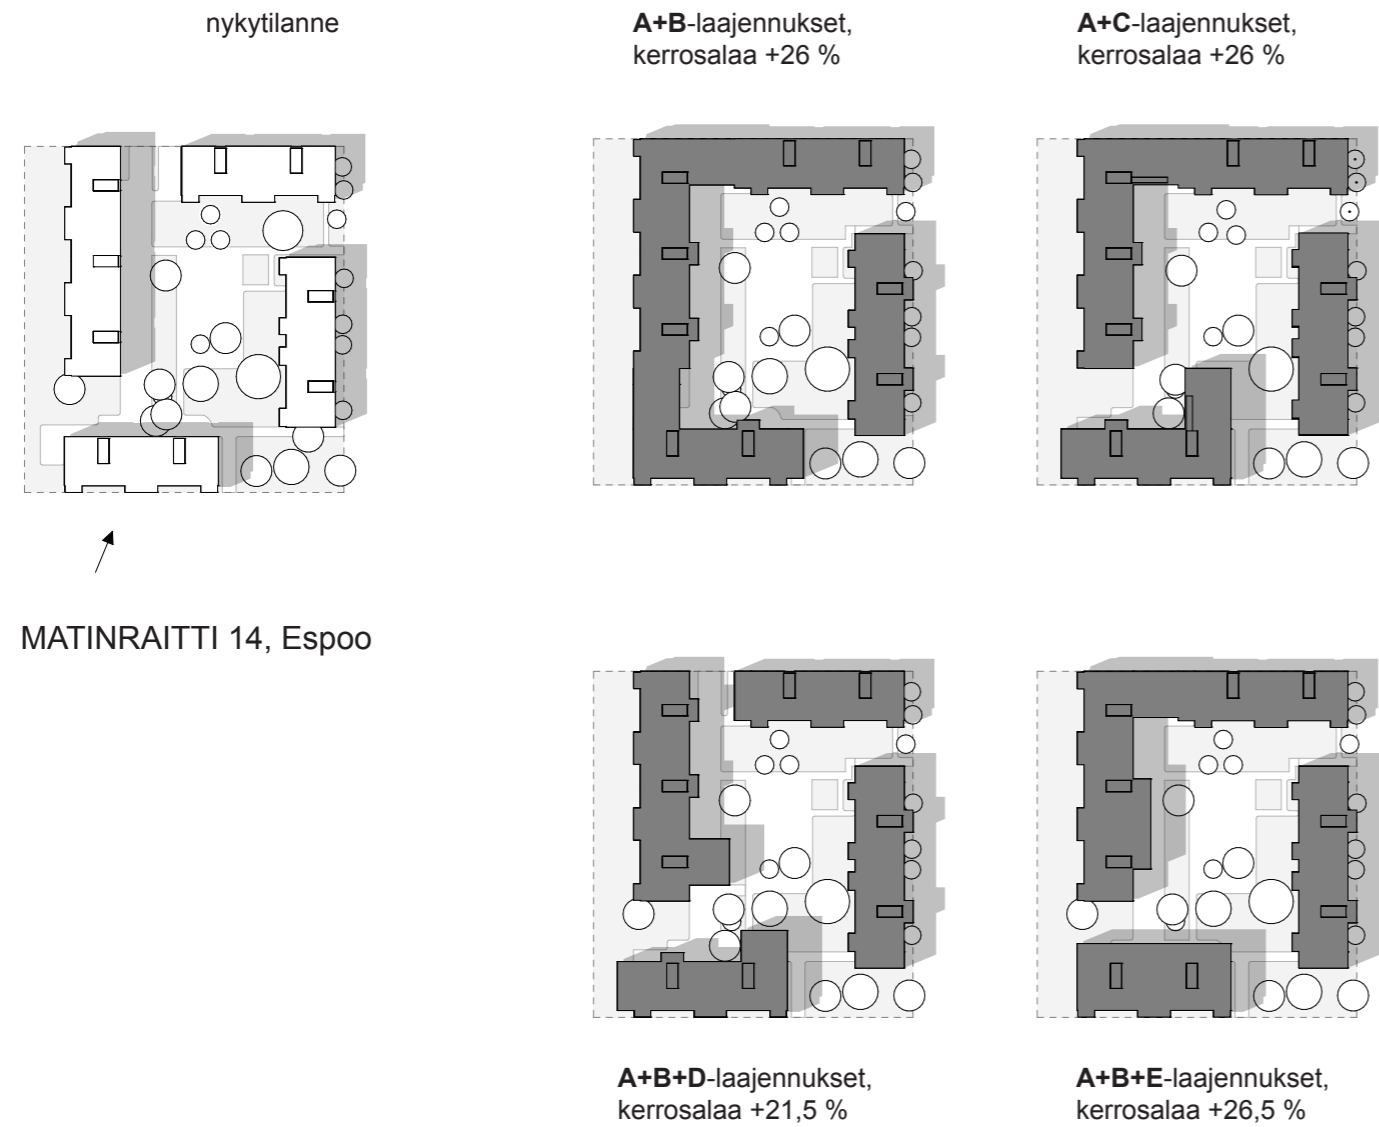 nykytilanne
A+B-laajennukset,
kerrosalaa +26 %
A+C-laajennukset,
kerrosalaa +26 %
MATINRAITTI 14, Espoo
A+B+D-laajennukset,
kerrosalaa +21,5 %
A+B+E-laajennukset,
kerrosalaa +26,5 %